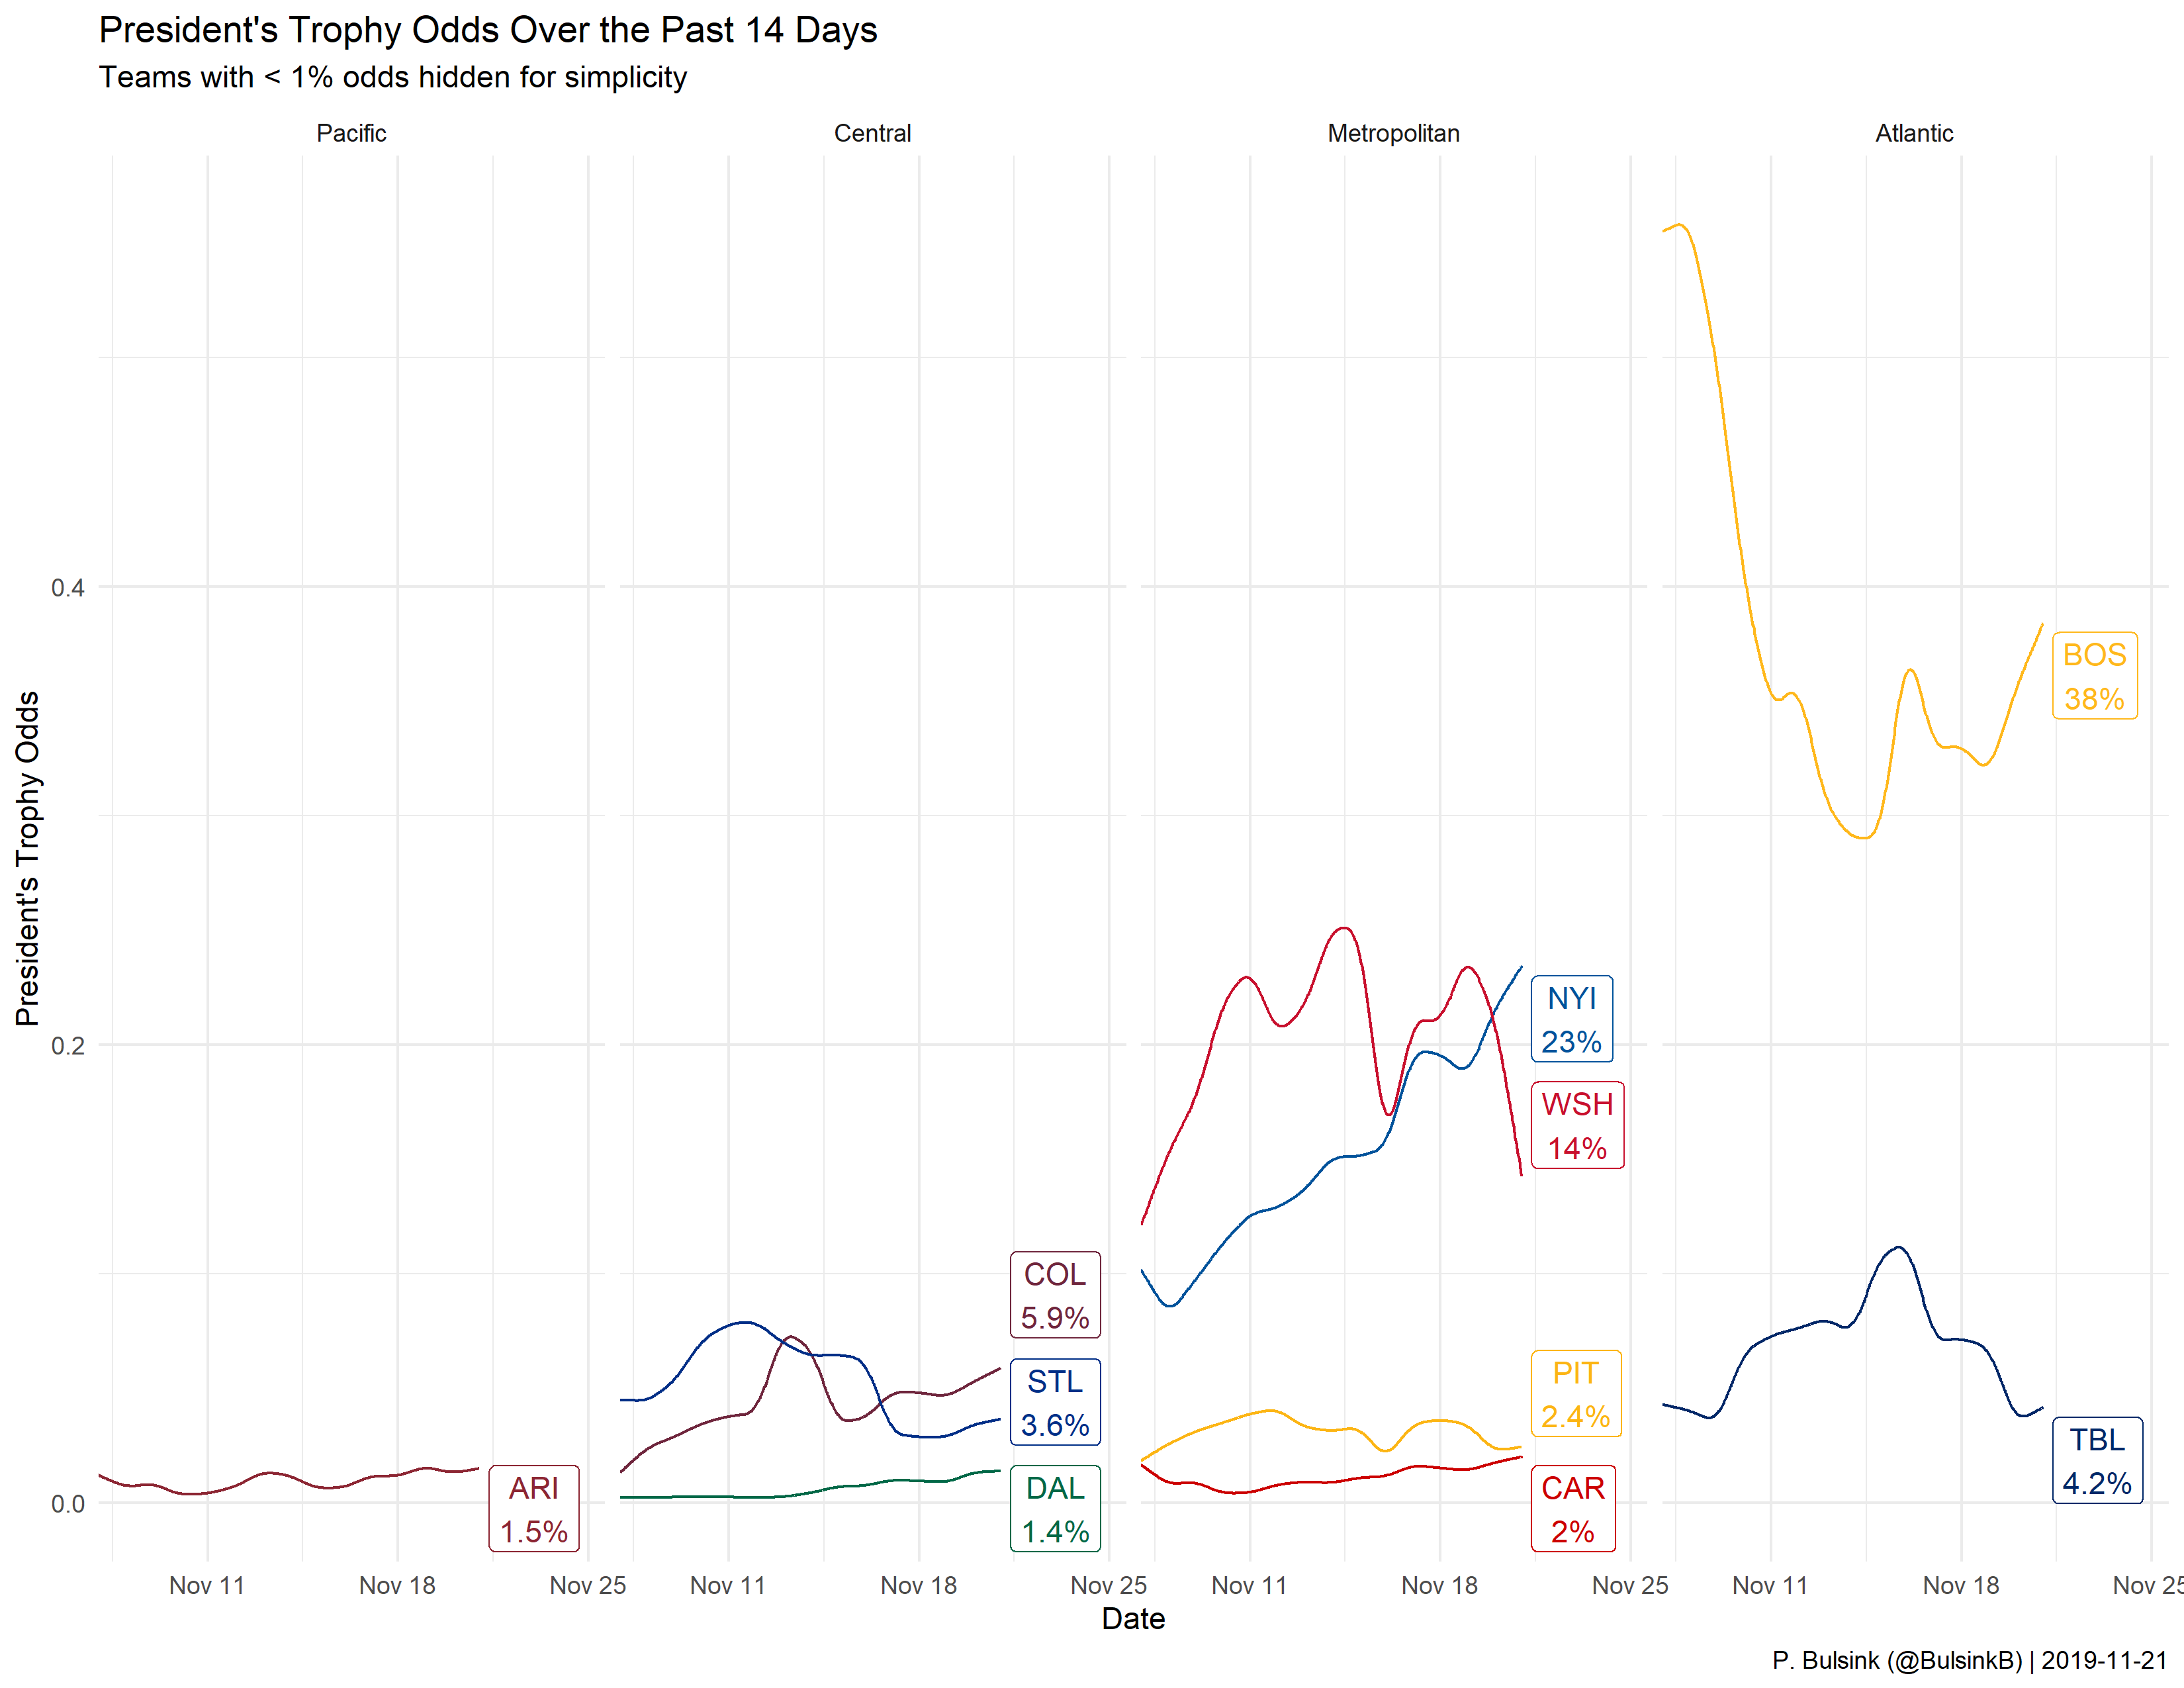 President's Trophy Odds Over the Past 14 Days
Teams with < 1% odds hidden for simplicity
Pacific
Central
Metropolitan
Atlantic
President's Trophy Odds
0.4
0.2
0.0
ARI
1.5%
COL
5.9%
STL
3.6%
DAL
1.4%
NYI
23%
WSH
14%
PIT
2.4%
CAR
2%
BOS
38%
TBL
4.2%
Nov 11 Nov 18 Nov 25 Nov 11 Nov 18 Nov 25 Nov 11 Nov 18 Nov 25 Nov 11 Nov 18 Nov 25
Date
P. Bulsink (@BulsinkB) | 2019-11-21